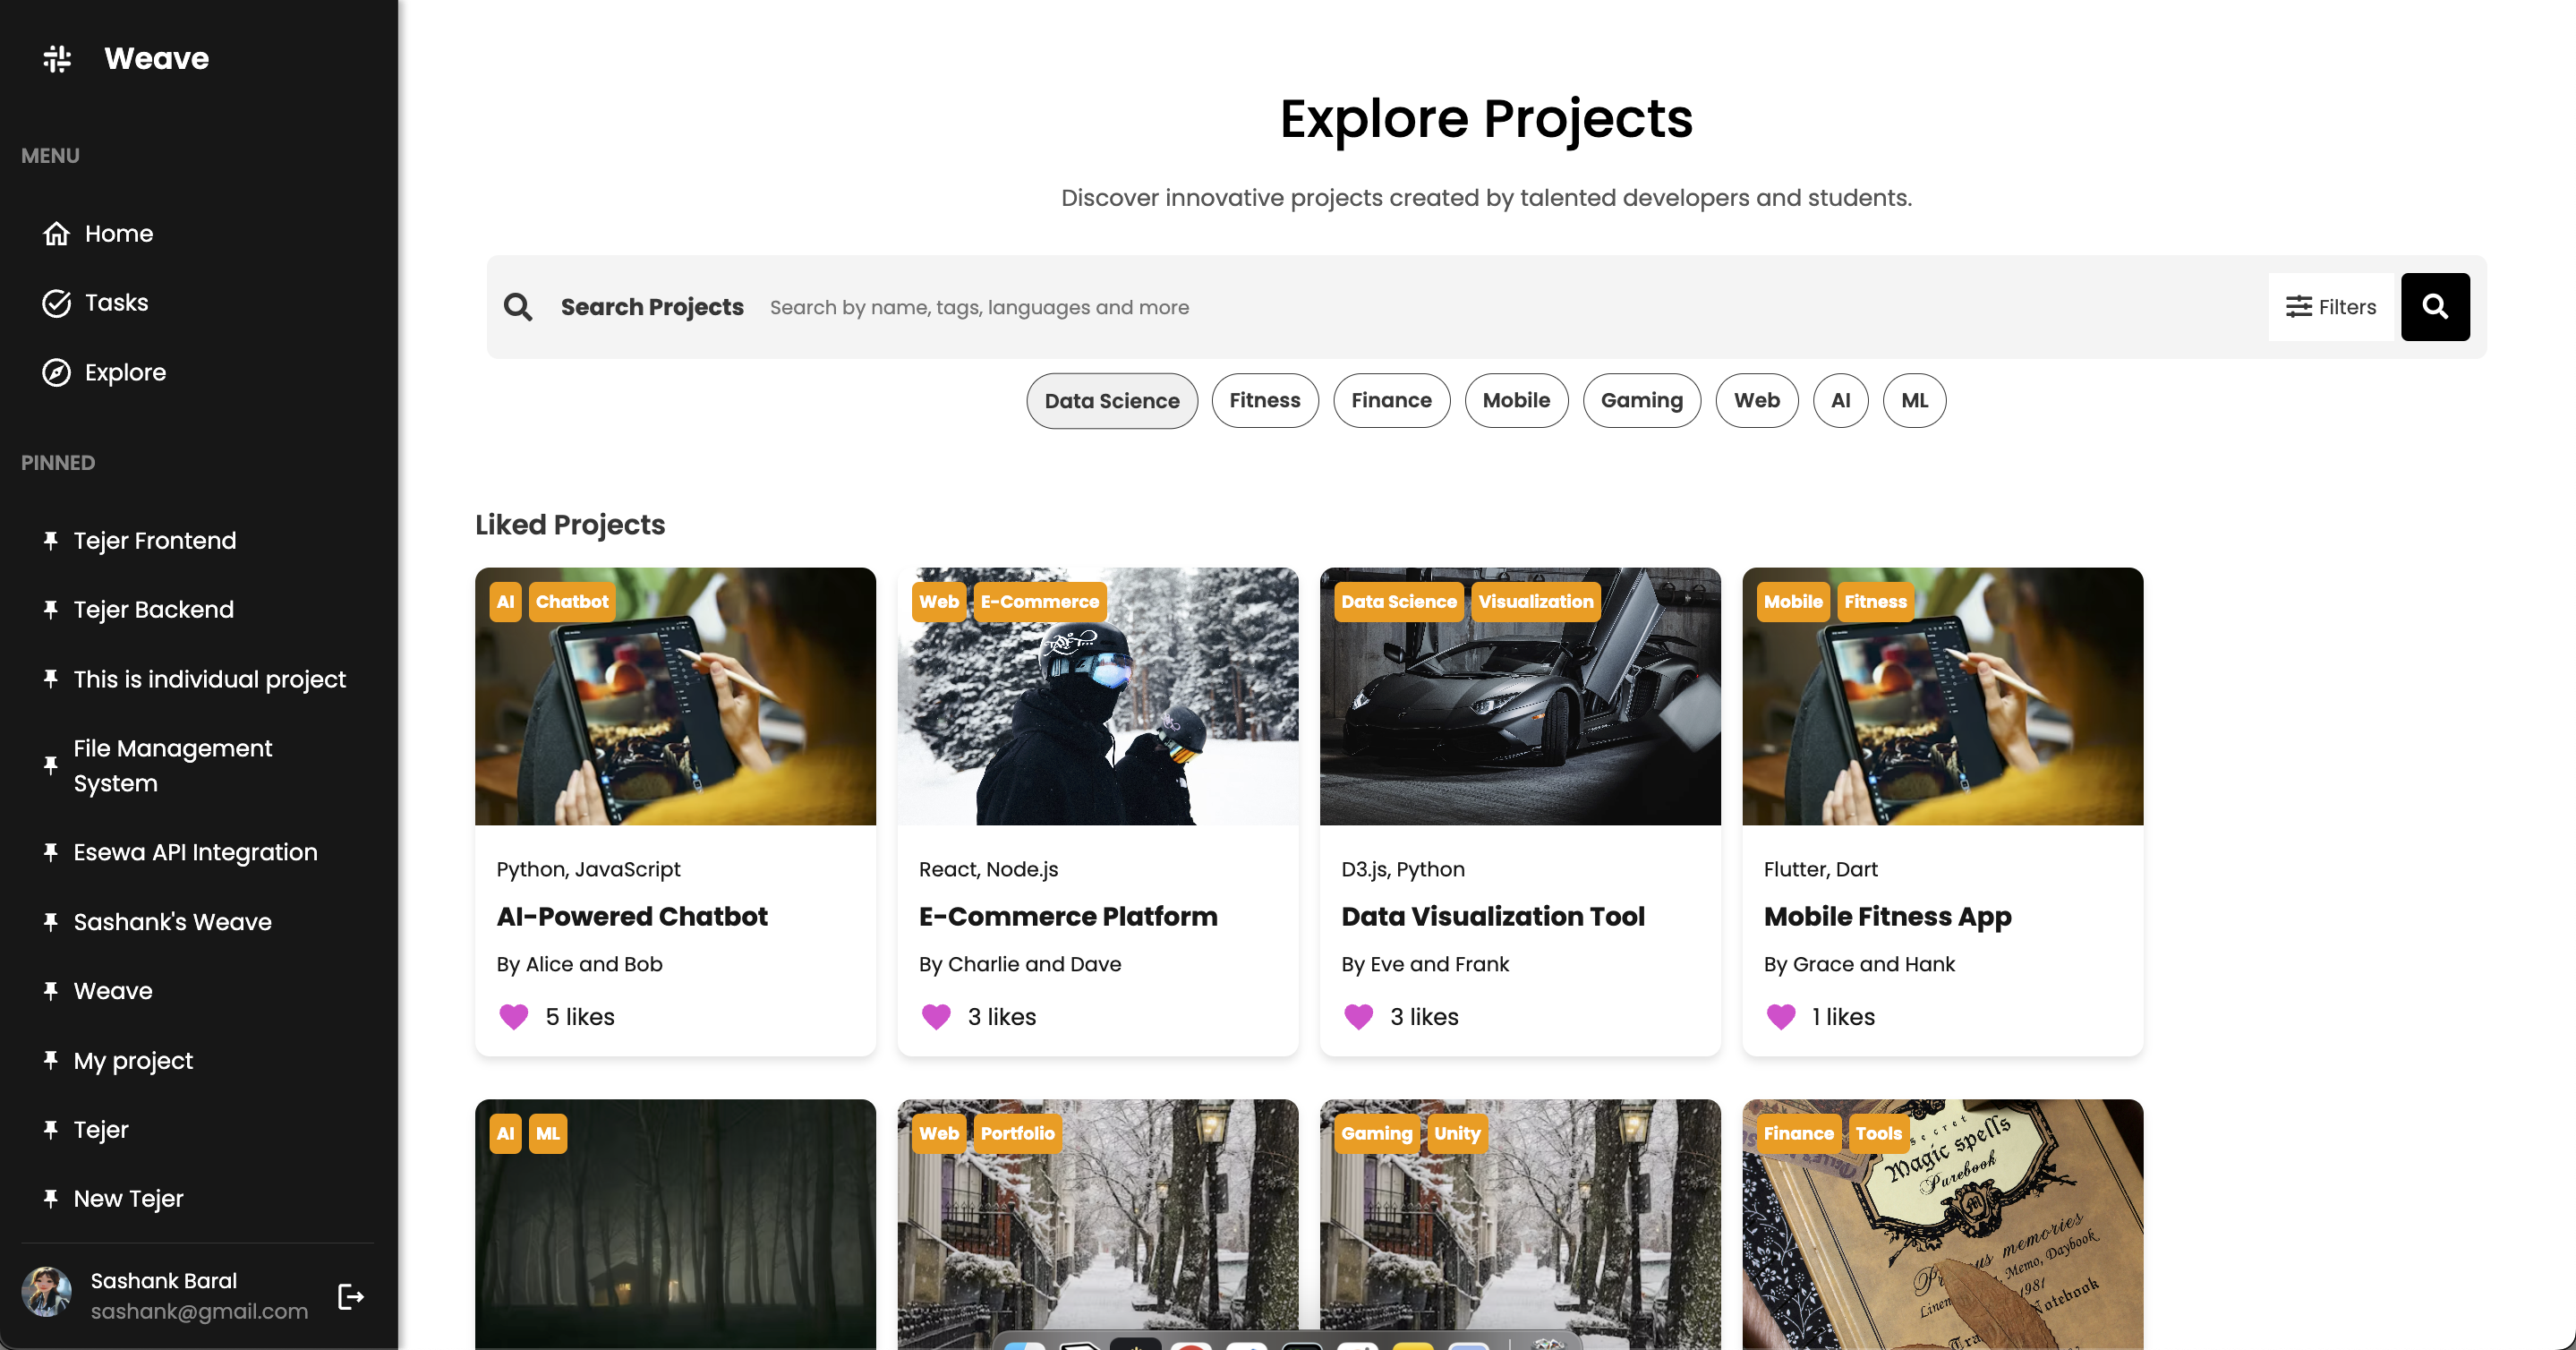 Weave
MENU
Home
Tasks
Explore
PINNED
Tejer Frontend
Tejer Backend
This is individual project
File Management
System
Esewa API Integration
Sashank's Weave
Weave
My project
Tejer
New Tejer
Sashank Baral
sashank@gmail.com
Explore Projects
Discover innovative projects created by talented developers and students.
Search Projects Search by name, tags, languages and more Filters
Data Science Fitness Finance Mobile Gaming Web AI ML
Liked Projects
AI Chatbot
Python, JavaScript
AI-Powered Chatbot
By Alice and Bob
5 likes
Web E-Commerce
React, Node.js
E-Commerce Platform
By Charlie and Dave
3 likes
Data Science Visualization
D3.js, Python
Data Visualization Tool
By Eve and Frank
3 likes
Mobile Fitness
Flutter, Dart
Mobile Fitness App
By Grace and Hank
1 likes
AI ML
Web Portfolio
Gaming Unity
Finance Tools
secret
Magic spells
Purebook
memories
Memo, Daybook
1981
Notebook